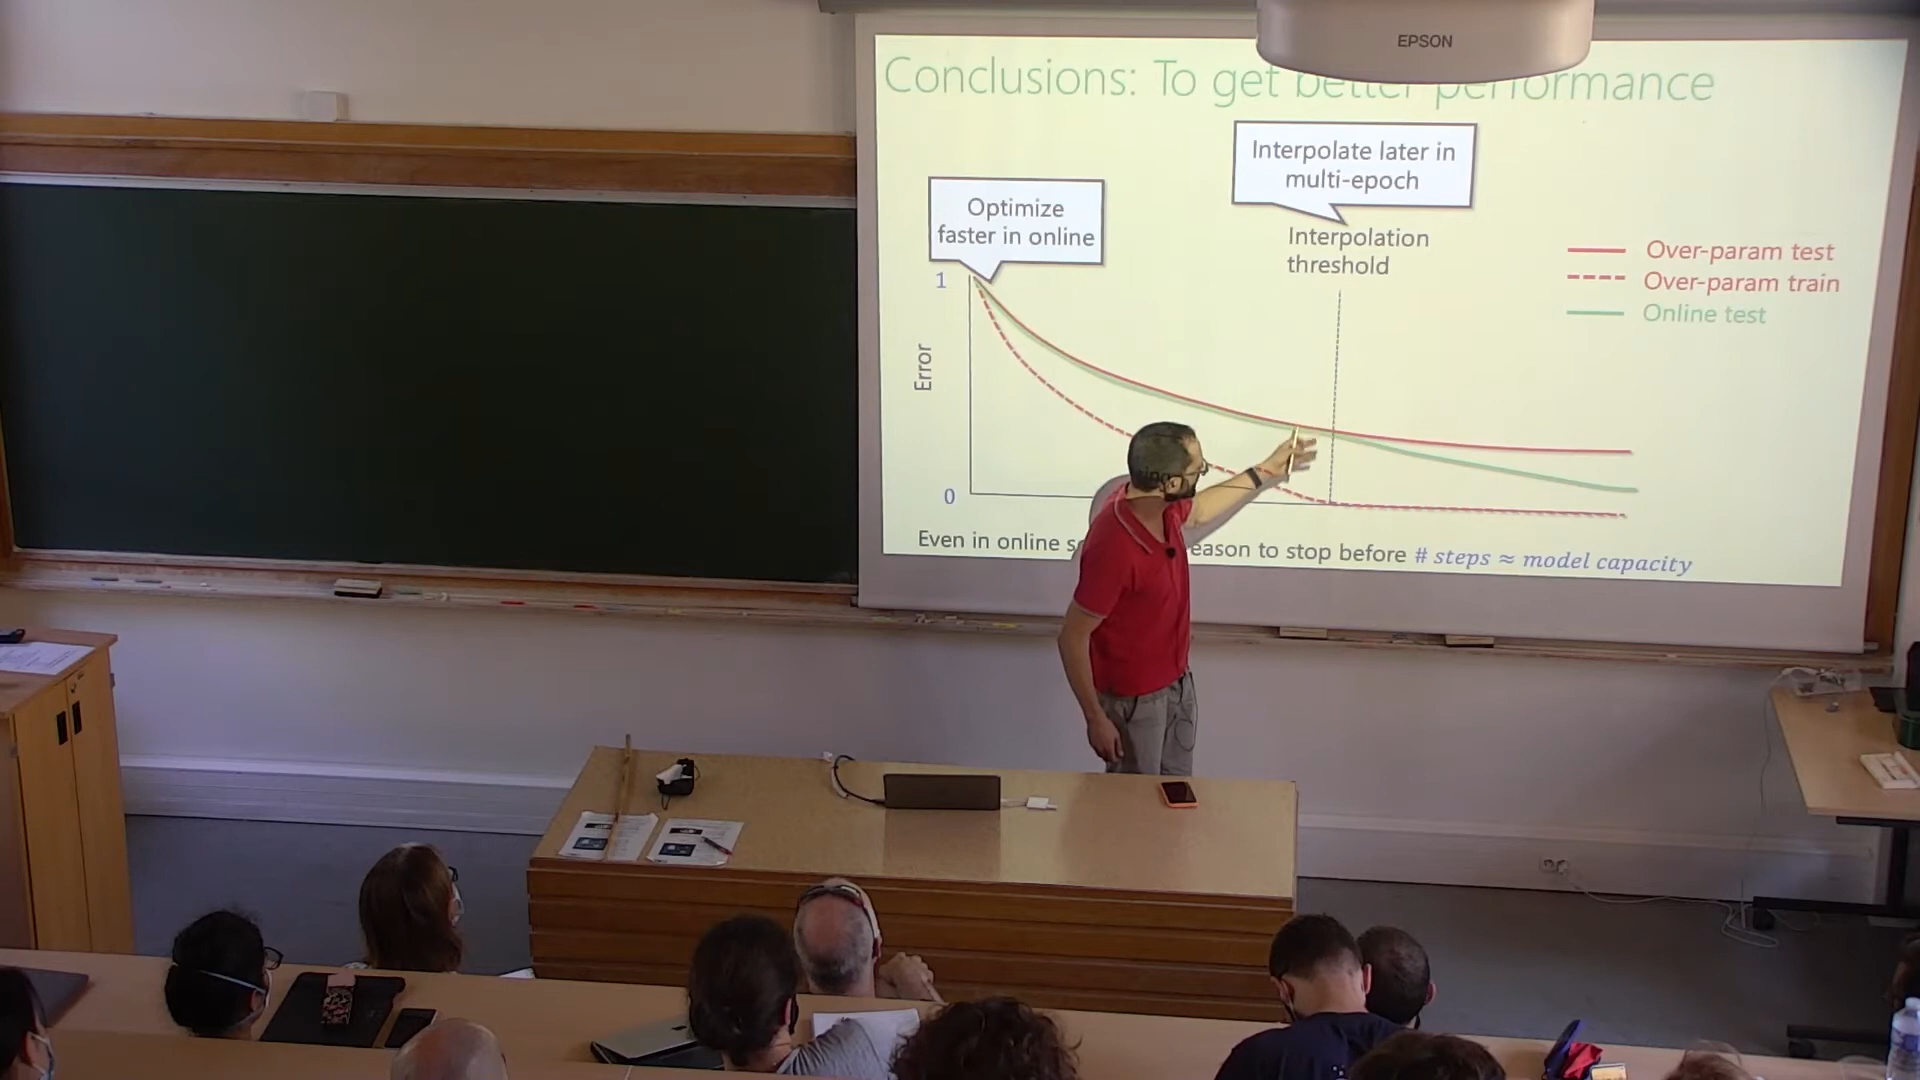 EPSON
Conclusions: To get better performance
Interpolate later in
multi-epoch
Optimize
faster in online
Interpolation
threshold
Over-param test
Over-param train
Online test
1
Error
0
Even in online eason to stop before # steps ≈ model capacity